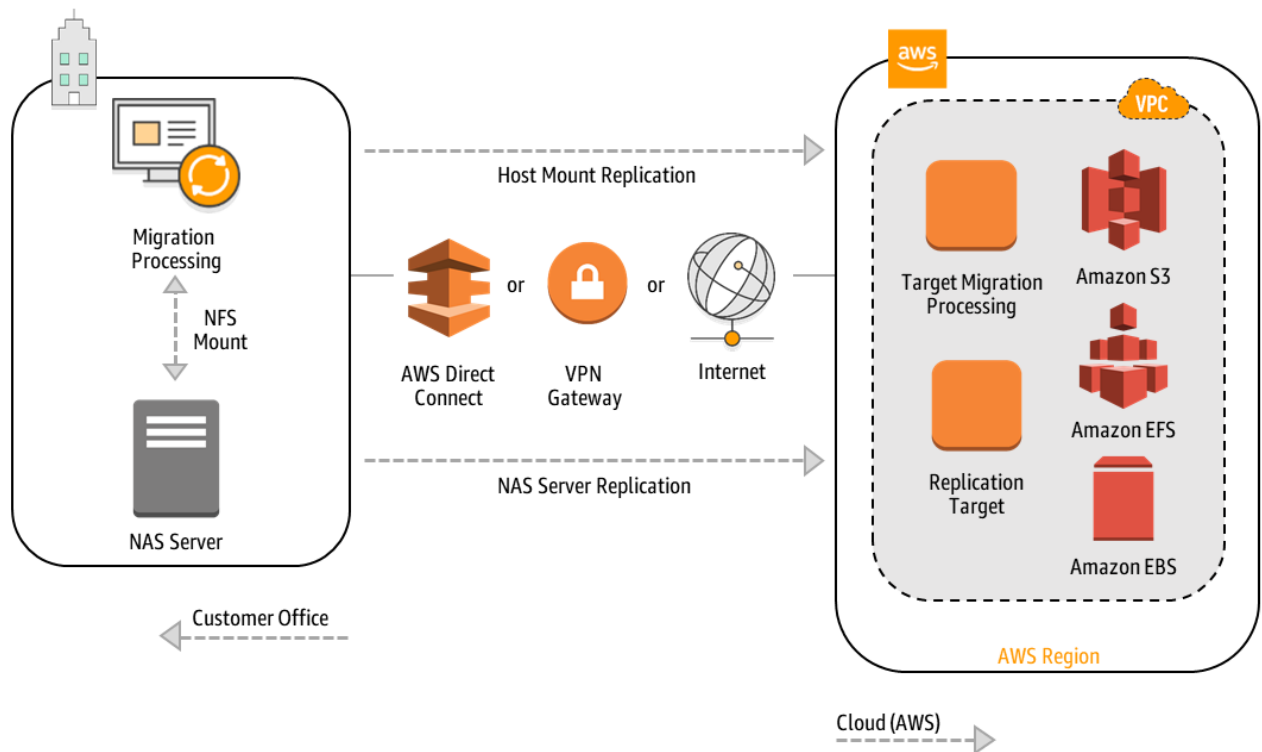 aws
VPC
Host Mount Replication
Migration
Processing
NFS
Mount
NAS Server
AWS Direct
Connect
or
VPN
Gateway
or
Internet
NAS Server Replication
Target Migration
Processing
Amazon S3
Replication
Target
Amazon EFS
Amazon EBS
Customer Office
AWS Region
Cloud (AWS)